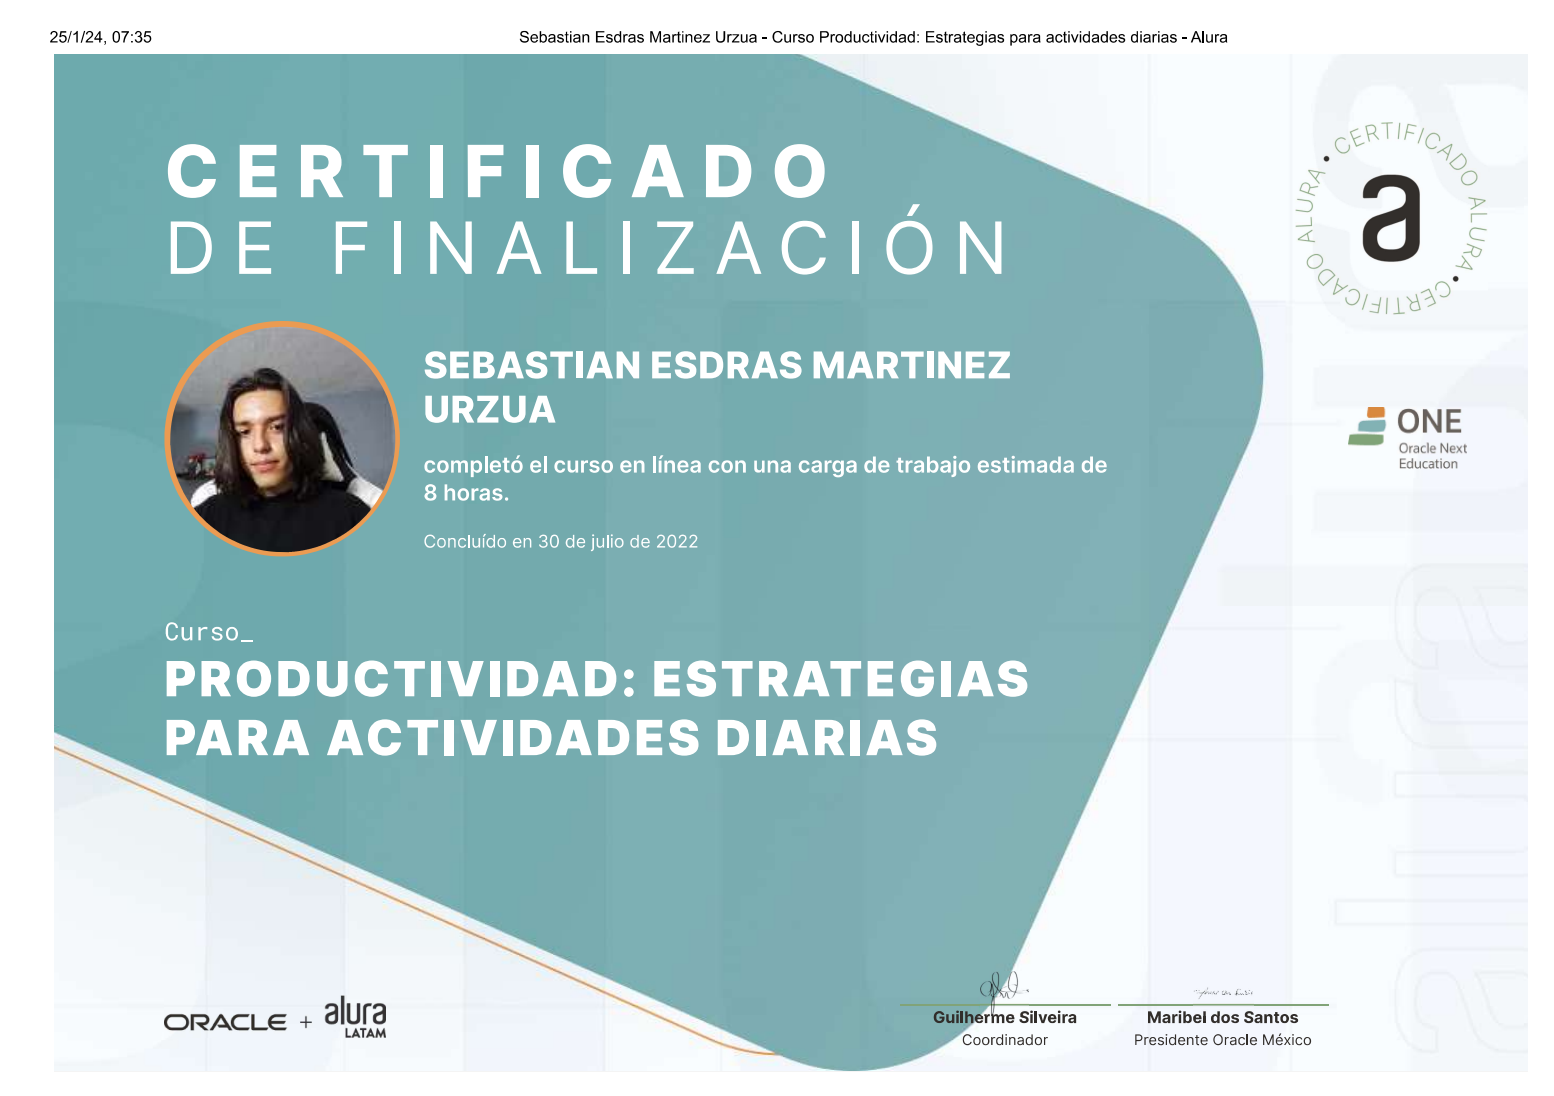 25/1/24, 07:35
Sebastian Esdras Martinez Urzua - Curso Productividad: Estrategias para actividades diarias - Alura
CERTIFICADO
DE FINALIZACIÓN
CERTIFICADO ALURA • CERTIFICADO ALURA •
a
SEBASTIAN ESDRAS MARTINEZ
URZUA
completó el curso en línea con una carga de trabajo estimada de
8 horas.
Concluído en 30 de julio de 2022
ONE
Oracle Next
Education
Curso_
PRODUCTIVIDAD: ESTRATEGIAS
PARA ACTIVIDADES DIARIAS
ORACLE + alura
LATAM
Guilherme Silveira
Coordinador
Maribel dos Santos
Presidente Oracle México
alura
alura